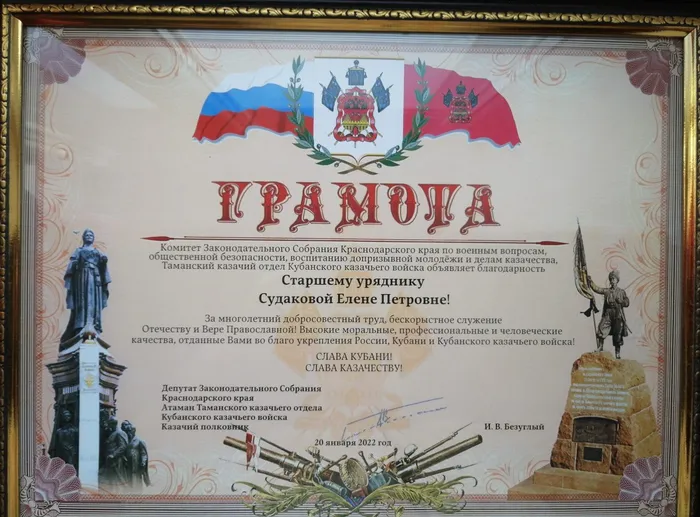 ГРАМОТА
Комитет Законодательного Собрания Краснодарского края по военным вопросам,
общественной безопасности, воспитанию допризывной молодёжи и делам казачества,
Таманский казачий отдел Кубанского казачьего войска объявляет благодарность
Старшему уряднику
Судаковой Елене Петровне!
За многолетний добросовестный труд, бескорыстное служение
Отечеству и Вере Православной! Высокие моральные, профессиональные и человеческие
качества, отданные Вами во благо укрепления России, Кубани и Кубанского казачьего войска!
СЛАВА КУБАНИ!
СЛАВА КАЗАЧЕСТВУ!
Депутат Законодательного Собрания
Краснодарского края
Атаман Таманского казачьего отдела
Кубанского казачьего войска
Казачий полковник
И. В. Безуглый
20 января 2022 год